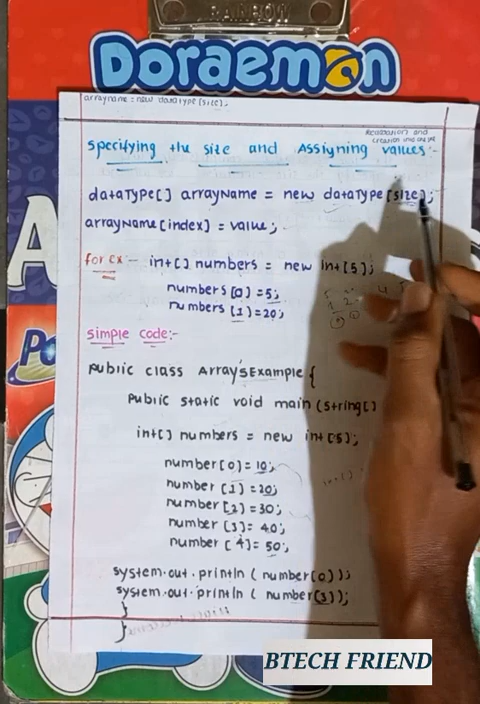 RAINBOW
Doraemon
arrayname = new dataType [size];
specifying the size and Assigning values:-
dataType[] arrayName = new dataType [size];
arrayName [index] = value;
for ex :- int[] numbers = new int[5];
numbers [0] = 5;
numbers [1] = 20;
simple code:-
public class Array'sExample {
public static void main (String[]
int[] numbers = new int [5];
number [0] = 10;
number [1] = 20;
number [2] = 30;
number [3] = 40;
number [4] = 50;
system.out.println ( number[0]);
system.out.println ( number[3]);
}
}
BTECH FRIEND